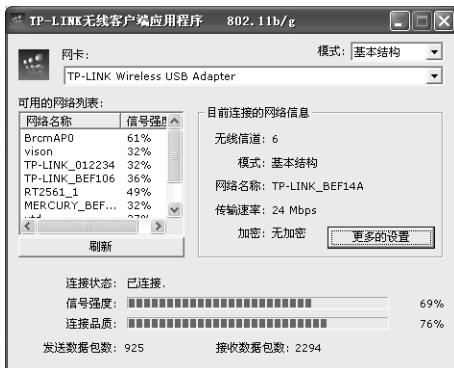 TP-LINK无线客户端应用程序 802.11b/g
网卡:
模式: 基本结构
TP-LINK Wireless USB Adapter
可用的网络列表:
网络名称 信号强
BrcmAP0 61%
vison 32%
TP-LINK_012234 32%
TP-LINK_BEF106 36%
RT2561_1 49%
MERCURY_BEF... 32%
刷新
目前连接的网络信息
无线信道: 6
模式: 基本结构
网络名称: TP-LINK_BEF14A
传输速率: 24 Mbps
加密: 无加密
更多的设置
连接状态: 已连接.
信号强度: 69%
连接品质: 76%
发送数据包数: 925 接收数据包数: 2294